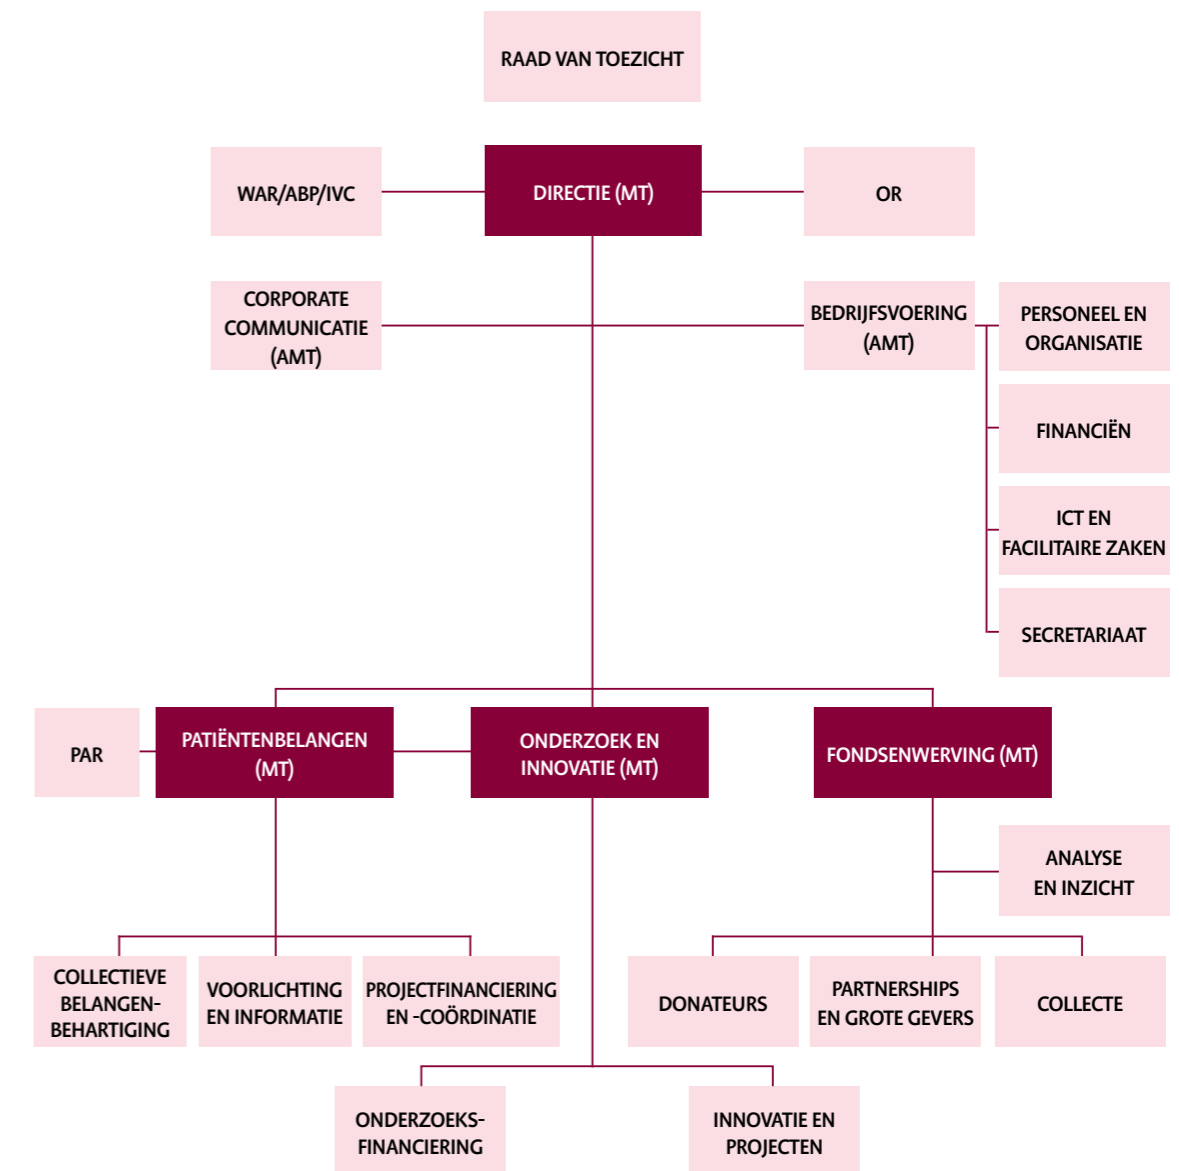 RAAD VAN TOEZICHT
WAR/ABP/IVC
DIRECTIE (MT)
OR
CORPORATE
COMMUNICATIE
(AMT)
BEDRIJFSVOERING
(AMT)
PERSONEEL EN
ORGANISATIE
FINANCIËN
ICT EN
FACILITAIRE ZAKEN
SECRETARIAAT
PAR
PATIËNTENBELANGEN
(MT)
ONDERZOEK EN
INNOVATIE (MT)
FONDSENWERVING (MT)
ANALYSE
EN INZICHT
COLLECTIEVE
BELANGEN-
BEHARTIGING
VOORLICHTING
EN INFORMATIE
PROJECTFINANCIERING
EN -COÖRDINATIE
DONATEURS
PARTNERSHIPS
EN GROTE GEVERS
COLLECTE
ONDERZOEKS-
FINANCIERING
INNOVATIE EN
PROJECTEN